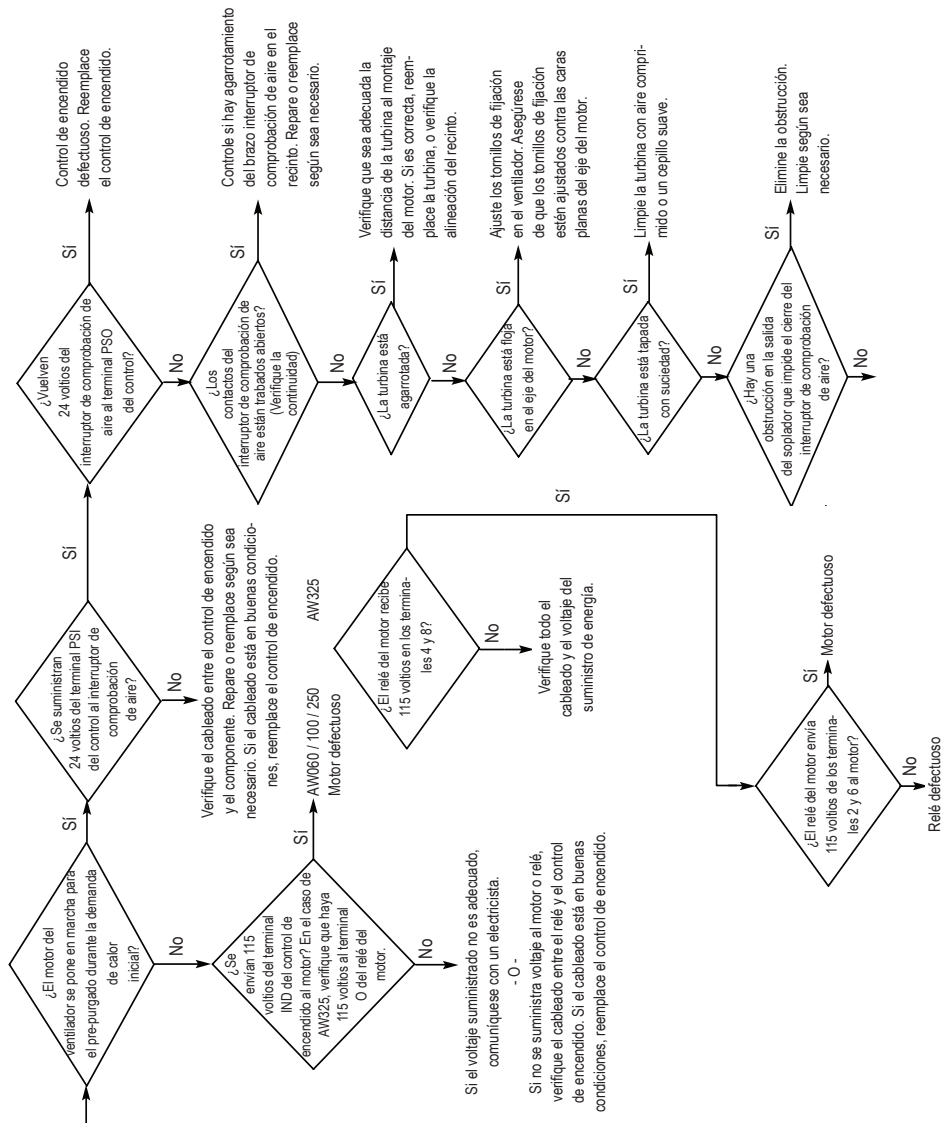 ¿El motor del
ventilador se pone en marcha para
el pre-purgado durante la demanda
de calor
inicial?
Sí
No
¿Se suministran
24 voltios del terminal PSI
del control al interruptor de
comprobación
de aire?
Sí
No
Verifique el cableado entre el control de encendido
y el componente. Repare o reemplace según sea
necesario. Si el cableado está en buenas condicio-
nes, reemplace el control de encendido.
¿Vuelven
24 voltios del
interruptor de comprobación de
aire al terminal PSO
del control?
Sí
Control de encendido
defectuoso. Reemplace
el control de encendido.
No
¿Los
contactos del
interruptor de comprobación de
aire están trabados abiertos?
(Verifique la
continuidad)
Sí
Controle si hay agarrotamiento
del brazo interruptor de
comprobación de aire en el
recinto. Repare o reemplace
según sea necesario.
No
¿La turbina está
agarrotada?
Sí
Verifique que sea adecuada la
distancia de la turbina al montaje
del motor. Si es correcta, reem-
place la turbina, o verifique la
alineación del recinto.
No
¿La turbina está floja
en el eje del motor?
Sí
Ajuste los tornillos de fijación
en el ventilador. Asegúrese
de que los tornillos de fijación
estén ajustados contra las caras
planas del eje del motor.
No
¿La turbina está tapada
con suciedad?
Sí
Limpie la turbina con aire compri-
mido o un cepillo suave.
No
¿Hay una
obstrucción en la salida
del soplador que impide el cierre del
interruptor de comprobación
de aire?
Sí
Elimine la obstrucción.
Limpie según sea
necesario.
No
¿Se
envían 115
voltios del terminal
IND del control de
encendido al motor? En el caso de
AW325, verifique que haya
115 voltios al terminal
O del relé del
motor.
Sí
AW060 / 100 / 250
Motor defectuoso
AW325
No
Si el voltaje suministrado no es adecuado,
comuníquese con un electricista.
- O -
Si no se suministra voltaje al motor o relé,
verifique el cableado entre el relé y el control
de encendido. Si el cableado está en buenas
condiciones, reemplace el control de encendido.
¿El relé del motor recibe
115 voltios en los termina-
les 4 y 8?
Sí
No
Verifique todo el
cableado y el voltaje del
suministro de energía.
¿El relé del motor envía
115 voltios de los termina-
les 2 y 6 al motor?
Sí
Motor defectuoso
No
Relé defectuoso